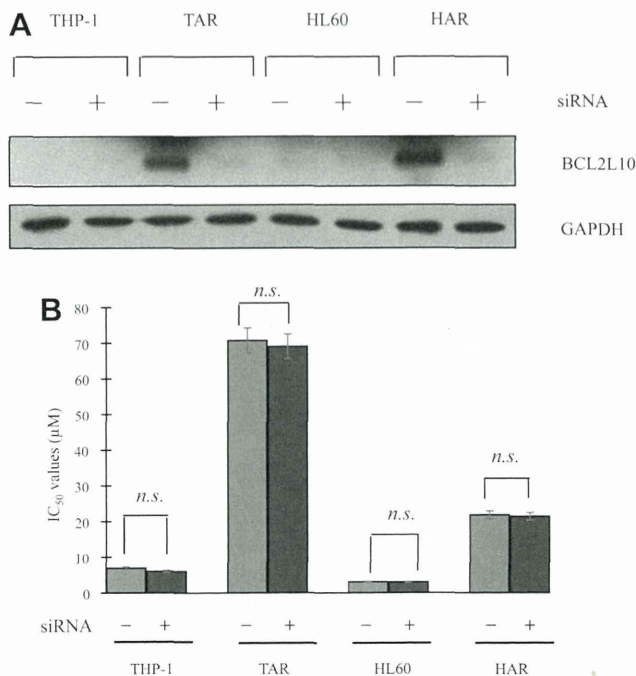 A
THP-1 TAR HL60 HAR
− + − + − + − + siRNA
BCL2L10
GAPDH
B
IC50 values (µM)
80
70
60
50
40
30
20
10
0
n.s.
n.s.
n.s.
n.s.
siRNA − + − + − + − +
THP-1 TAR HL60 HAR